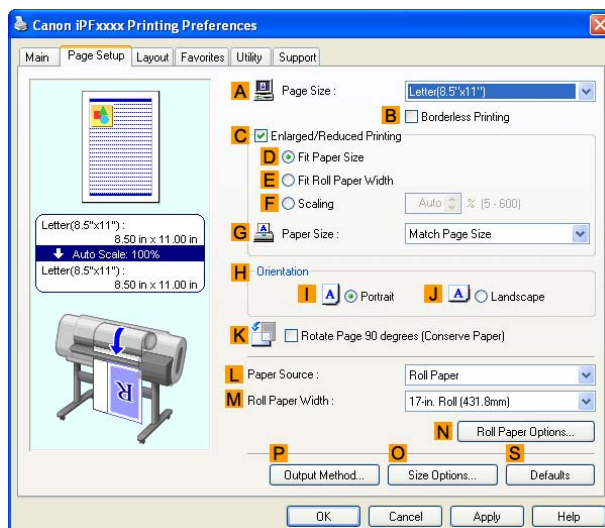 Canon iPFxxxx Printing Preferences
Main Page Setup Layout Favorites Utility Support
A Page Size : Letter(8.5"x11")
B Borderless Printing
C Enlarged/Reduced Printing
D Fit Paper Size
E Fit Roll Paper Width
F Scaling Auto % (5 - 600)
G Paper Size : Match Page Size
Letter(8.5"x11") :
8.50 in x 11.00 in
Auto Scale: 100%
Letter(8.5"x11") :
8.50 in x 11.00 in
H Orientation
I A Portrait J A Landscape
K Rotate Page 90 degrees (Conserve Paper)
R
L Paper Source : Roll Paper
M Roll Paper Width : 17-in. Roll (431.8mm)
N Roll Paper Options...
P O S
Output Method... Size Options... Defaults
OK Cancel Apply Help